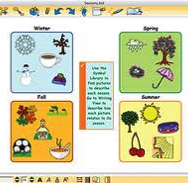 Winter
Spring
Use the
Symbol
Library to
find pictures
to describe
each season.
Go to Writing
View to
describe how
each picture
relates to its
season.
Fall
Summer